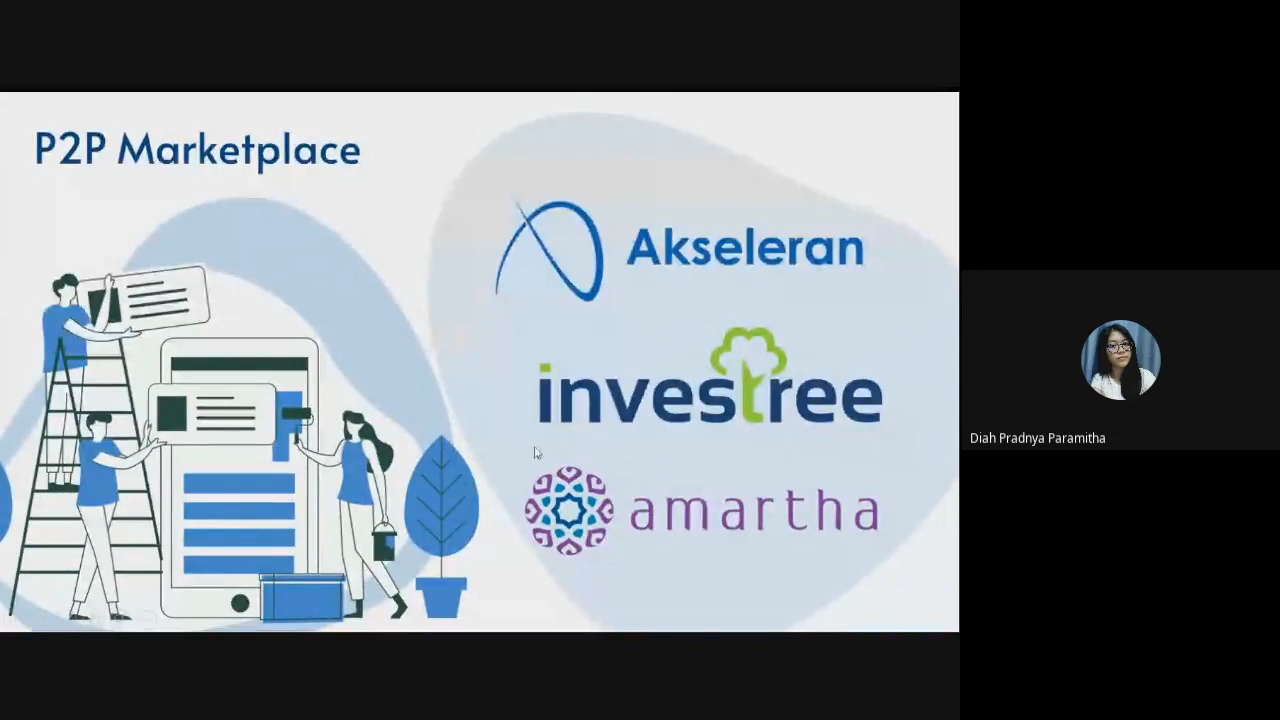 P2P Marketplace
Akseleran
investree
amartha
Diah Pradnya Paramitha